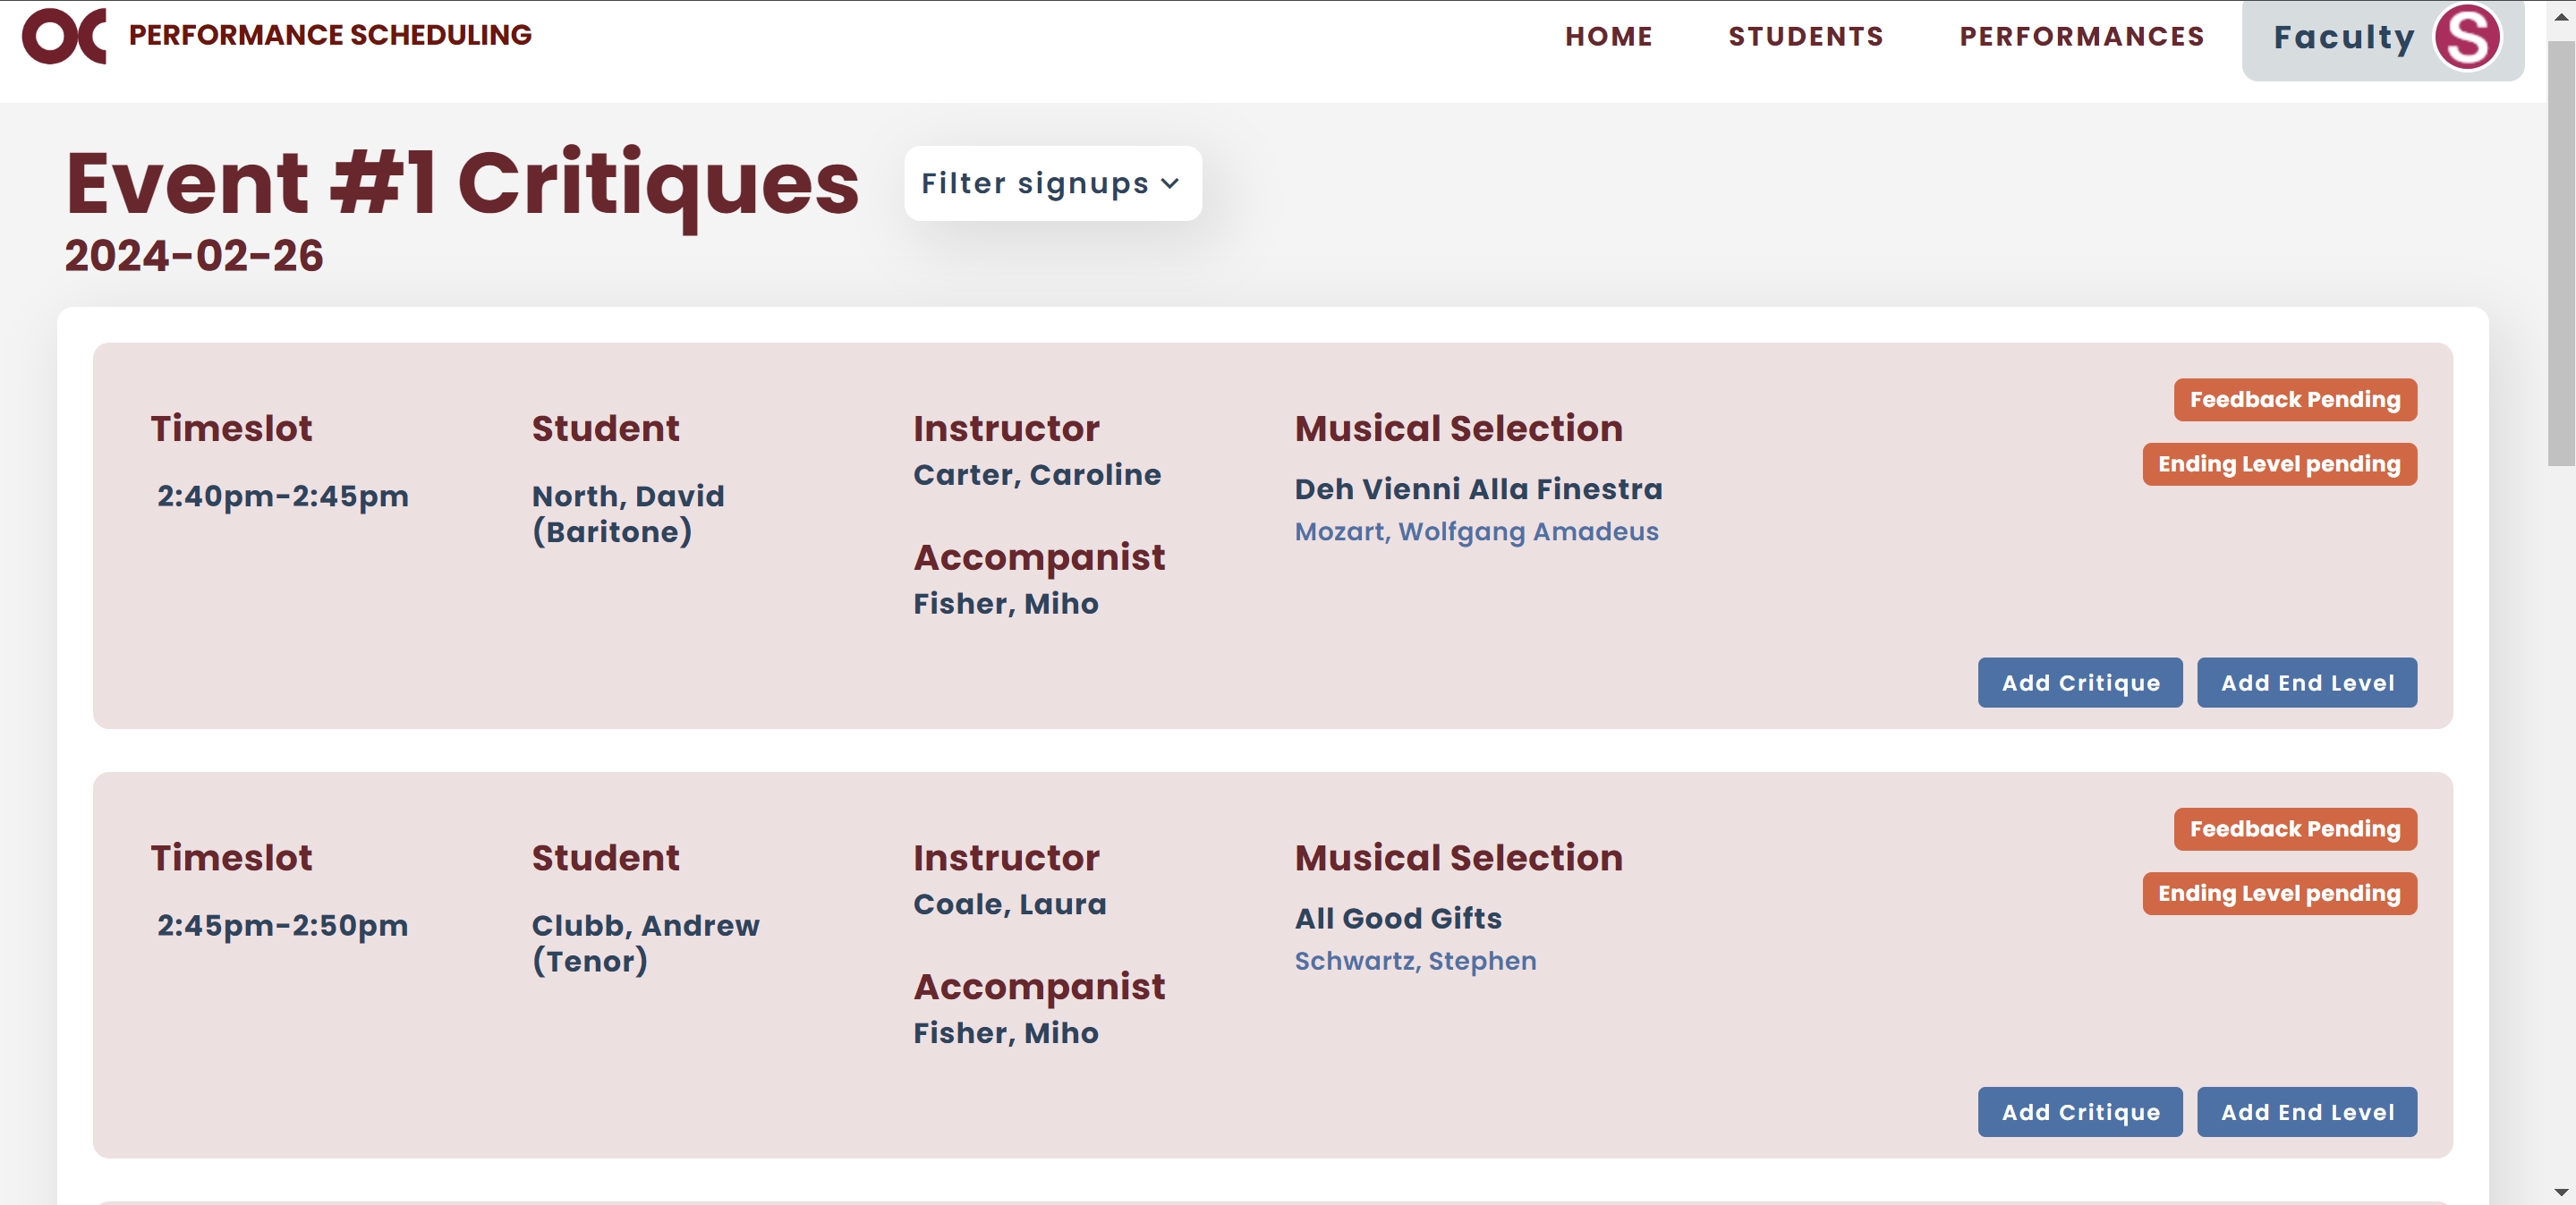 OC PERFORMANCE SCHEDULING
HOME STUDENTS PERFORMANCES Faculty S
Event #1 Critiques
Filter signups
2024-02-26
Timeslot
2:40pm-2:45pm
Student
North, David
(Baritone)
Instructor
Carter, Caroline
Accompanist
Fisher, Miho
Musical Selection
Deh Vienni Alla Finestra
Mozart, Wolfgang Amadeus
Feedback Pending
Ending Level pending
Add Critique
Add End Level
Timeslot
2:45pm-2:50pm
Student
Clubb, Andrew
(Tenor)
Instructor
Coale, Laura
Accompanist
Fisher, Miho
Musical Selection
All Good Gifts
Schwartz, Stephen
Feedback Pending
Ending Level pending
Add Critique
Add End Level